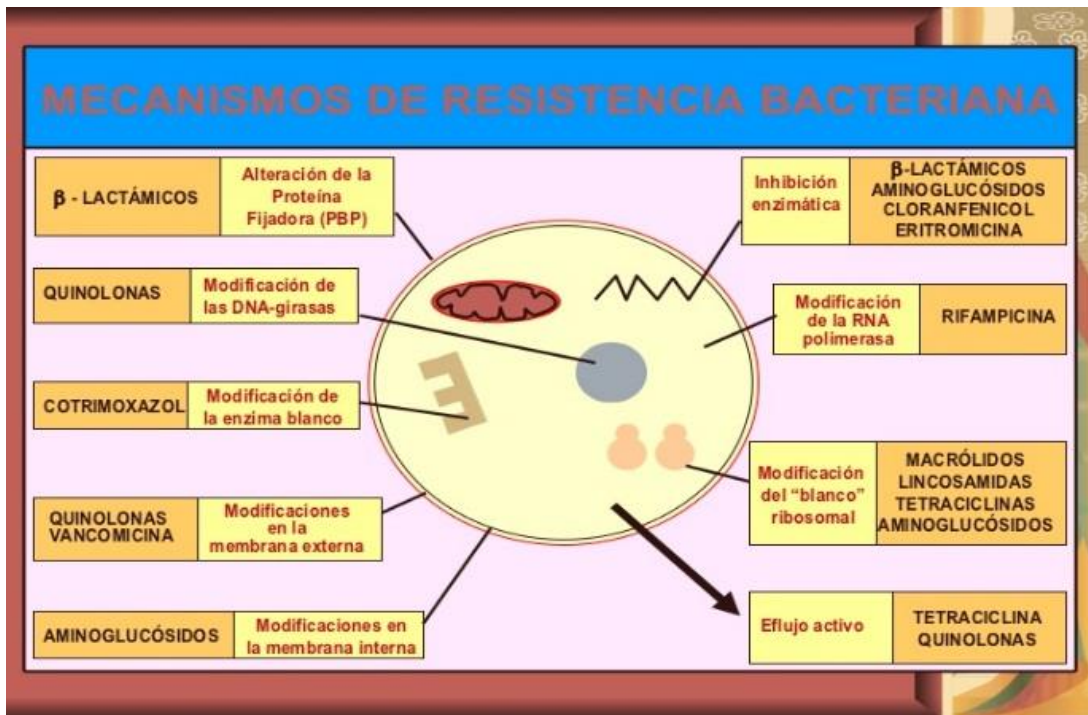 MECANISMOS DE RESISTENCIA BACTERIANA
β - LACTÁMICOS
Alteración de la
Proteína
Fijadora (PBP)
QUINOLONAS
Modificación de
las DNA-girasas
COTRIMOXAZOL
Modificación de
la enzima blanco
QUINOLONAS
VANCOMICINA
Modificaciones
en la
membrana externa
AMINOGLUCÓSIDOS
Modificaciones en
la membrana interna
Inhibición
enzimática
β-LACTÁMICOS
AMINOGLUCÓSIDOS
CLORANFENICOL
ERITROMICINA
Modificación
de la RNA
polimerasa
RIFAMPICINA
Modificación
del “blanco”
ribosomal
MACRÓLIDOS
LINCOSAMIDAS
TETRACICLINAS
AMINOGLUCÓSIDOS
Eflujo activo
TETRACICLINA
QUINOLONAS